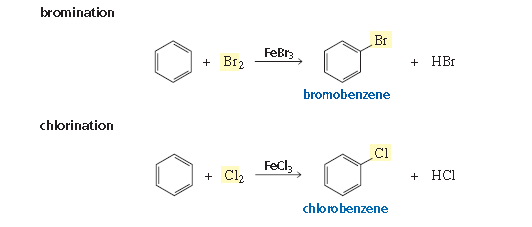 bromination
+ Br₂ FeBr₃ Br + HBr
bromobenzene
chlorination
+ Cl₂ FeCl₃ Cl + HCl
chlorobenzene